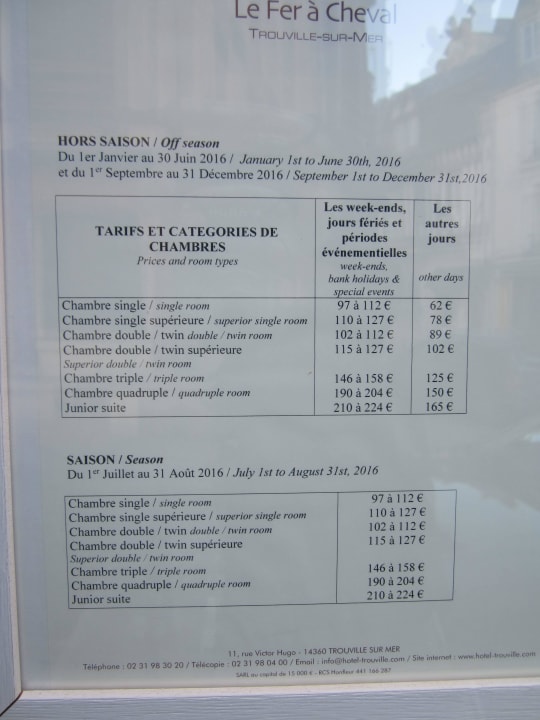 Le Fer à Cheval
TROUVILLE-SUR-MER
HORS SAISON / Off season
Du 1er Janvier au 30 Juin 2016 / January 1st to June 30th, 2016
et du 1er Septembre au 31 Décembre 2016 / September 1st to December 31st,2016
TARIFS ET CATEGORIES DE
CHAMBRES
Prices and room types
Les week-ends,
jours fériés et
périodes
événementielles
week-ends,
bank holidays &
special events
Les
autres
jours
other days
Chambre single / single room 97 à 112 € 62 €
Chambre single supérieure / superior single room 110 à 127 € 78 €
Chambre double / twin double / twin room 102 à 112 € 89 €
Chambre double / twin supérieure 115 à 127 € 102 €
Superior double / twin room
Chambre triple / triple room 146 à 158 € 125 €
Chambre quadruple / quadruple room 190 à 204 € 150 €
Junior suite 210 à 224 € 165 €
SAISON / Season
Du 1er Juillet au 31 Août 2016 / July 1st to August 31st, 2016
Chambre single / single room 97 à 112 €
Chambre single supérieure / superior single room 110 à 127 €
Chambre double / twin double / twin room 102 à 112 €
Chambre double / twin supérieure 115 à 127 €
Superior double / twin room
Chambre triple / triple room 146 à 158 €
Chambre quadruple / quadruple room 190 à 204 €
Junior suite 210 à 224 €
11, rue Victor Hugo - 14360 TROUVILLE SUR MER
Téléphone : 02 31 98 30 20 / Télécopie : 02 31 98 04 00 / Email : info@hotel-trouville.com / Site internet : www.hotel-trouville.com
SARL au capital de 15 000 € - RCS Honfleur 441 166 287